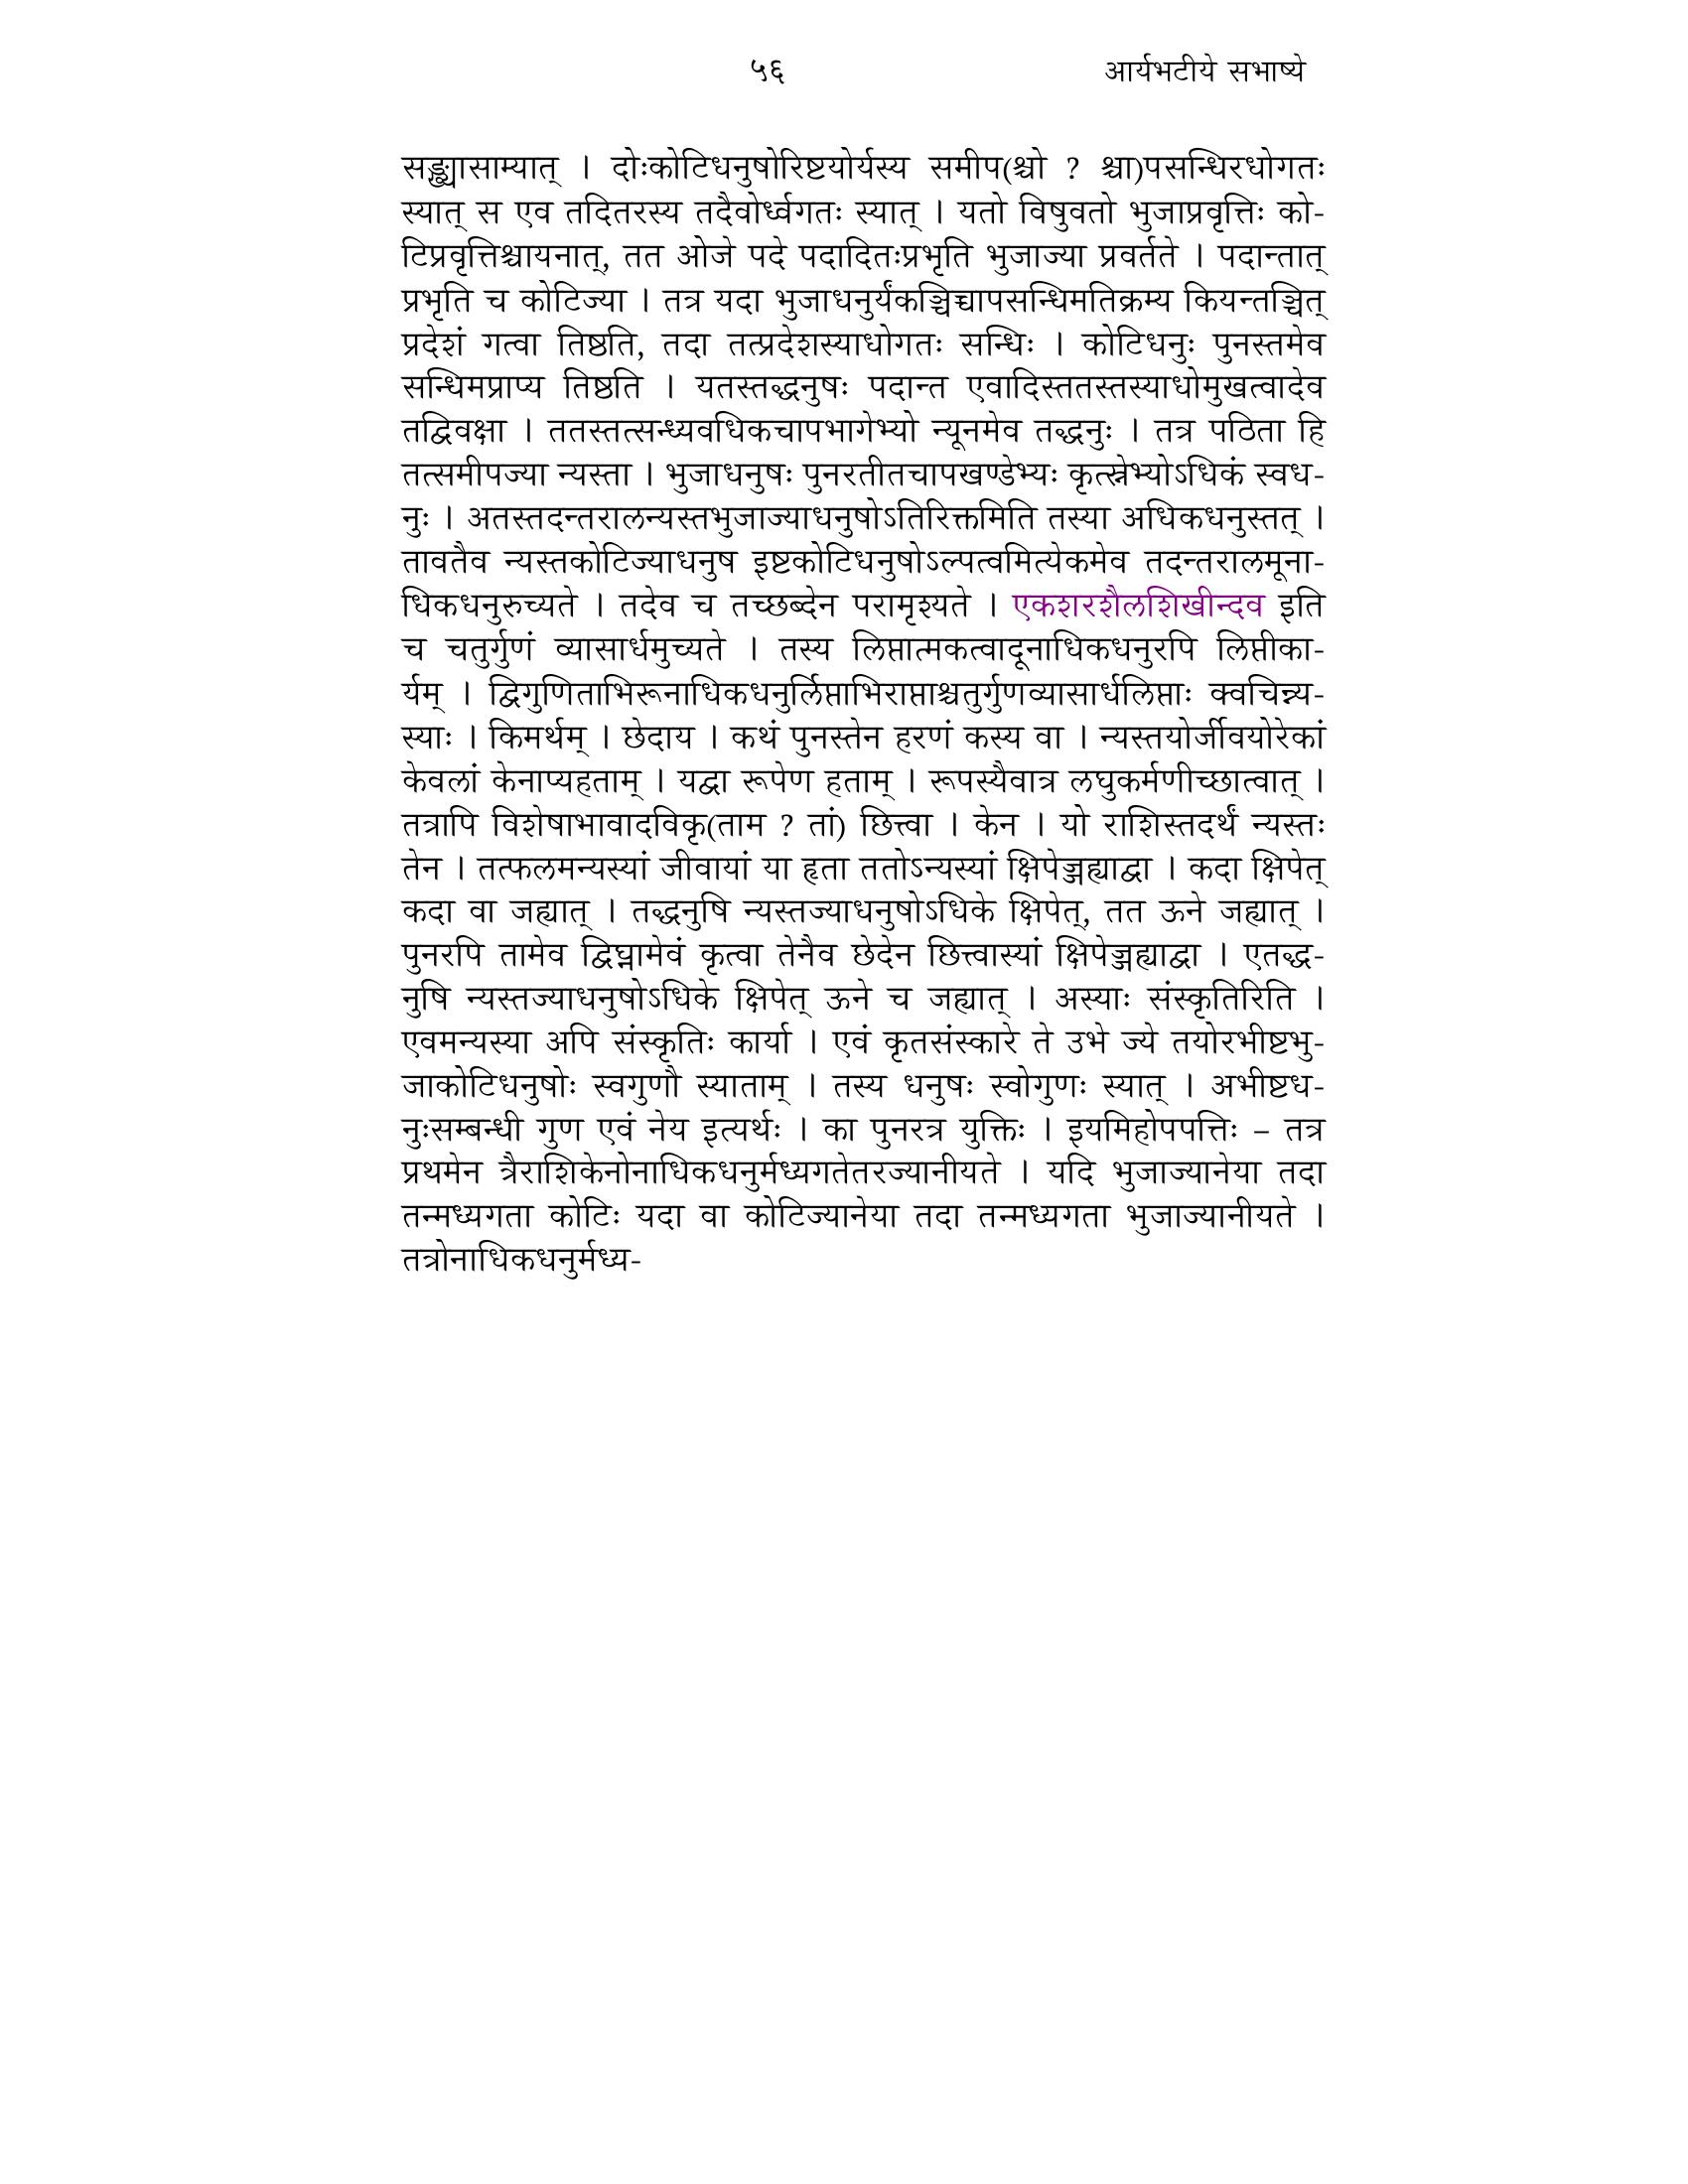 ५६ आर्यभटीये सभाष्ये
सङ्ख्यासाम्यात् । दोःकोटिधनुषोरिष्टयोर्यस्य समीप(श्चो ? श्चा)पसन्धिरधोगतः
स्यात् स एव तदितरस्य तदैवोर्ध्वगतः स्यात् । यतो विषुवतो भुजाप्रवृत्तिः को-
टिप्रवृत्तिश्चायनात्, तत ओजे पदे पदादितःप्रभृति भुजाज्या प्रवर्तते । पदान्तात्
प्रभृति च कोटिज्या । तत्र यदा भुजाधनुर्यंकञ्चिच्चापसन्धिमतिक्रम्य कियन्तञ्चित्
प्रदेशं गत्वा तिष्ठति, तदा तत्प्रदेशस्याधोगतः सन्धिः । कोटिधनुः पुनस्तमेव
सन्धिमप्राप्य तिष्ठति । यतस्तद्धनुषः पदान्त एवादिस्ततस्तस्याधोमुखत्वादेव
तद्विवक्षा । ततस्तत्सन्ध्यवधिकचापभागेभ्यो न्यूनमेव तद्धनुः । तत्र पठिता हि
तत्समीपज्या न्यस्ता । भुजाधनुषः पुनरतीतचापखण्डेभ्यः कृत्स्नेभ्योऽधिकं स्वध-
नुः । अतस्तदन्तरालन्यस्तभुजाज्याधनुषोऽतिरिक्तमिति तस्या अधिकधनुस्तत् ।
तावतैव न्यस्तकोटिज्याधनुष इष्टकोटिधनुषोऽल्पत्वमित्येकमेव तदन्तरालमूना-
धिकधनुरुच्यते । तदेव च तच्छब्देन परामृश्यते । एकशरशैलशिखीन्दव इति
च चतुर्गुणं व्यासार्धमुच्यते । तस्य लिप्तात्मकत्वादूनाधिकधनुरपि लिप्तीका-
र्यम् । द्विगुणिताभिरूनाधिकधनुर्लिप्ताभिराप्ताश्चतुर्गुणव्यासार्धलिप्ताः क्वचिन्न्य-
स्याः । किमर्थम् । छेदाय । कथं पुनस्तेन हरणं कस्य वा । न्यस्तयोर्जीवयोरेकां
केवलां केनाप्यहताम् । यद्वा रूपेण हताम् । रूपस्यैवात्र लघुकर्मणीच्छात्वात् ।
तत्रापि विशेषाभावादविकृ(ताम ? तां) छित्त्वा । केन । यो राशिस्तदर्थं न्यस्तः
तेन । तत्फलमन्यस्यां जीवायां या हृता ततोऽन्यस्यां क्षिपेज्जह्याद्वा । कदा क्षिपेत्
कदा वा जह्यात् । तद्धनुषि न्यस्तज्याधनुषोऽधिके क्षिपेत्, तत ऊने जह्यात् ।
पुनरपि तामेव द्विघ्नामेवं कृत्वा तेनैव छेदेन छित्त्वास्यां क्षिपेज्जह्याद्वा । एतद्ध-
नुषि न्यस्तज्याधनुषोऽधिके क्षिपेत् ऊने च जह्यात् । अस्याः संस्कृतिरिति ।
एवमन्यस्या अपि संस्कृतिः कार्या । एवं कृतसंस्कारे ते उभे ज्ये तयोरभीष्टभु-
जाकोटिधनुषोः स्वगुणौ स्याताम् । तस्य धनुषः स्वोगुणः स्यात् । अभीष्टध-
नुःसम्बन्धी गुण एवं नेय इत्यर्थः । का पुनरत्र युक्तिः । इयमिहोपपत्तिः – तत्र
प्रथमेन त्रैराशिकेनोनाधिकधनुर्मध्यगतेतरज्यानीयते । यदि भुजाज्यानेया तदा
तन्मध्यगता कोटिः यदा वा कोटिज्यानेया तदा तन्मध्यगता भुजाज्यानीयते ।
तत्रोनाधिकधनुर्मध्य-